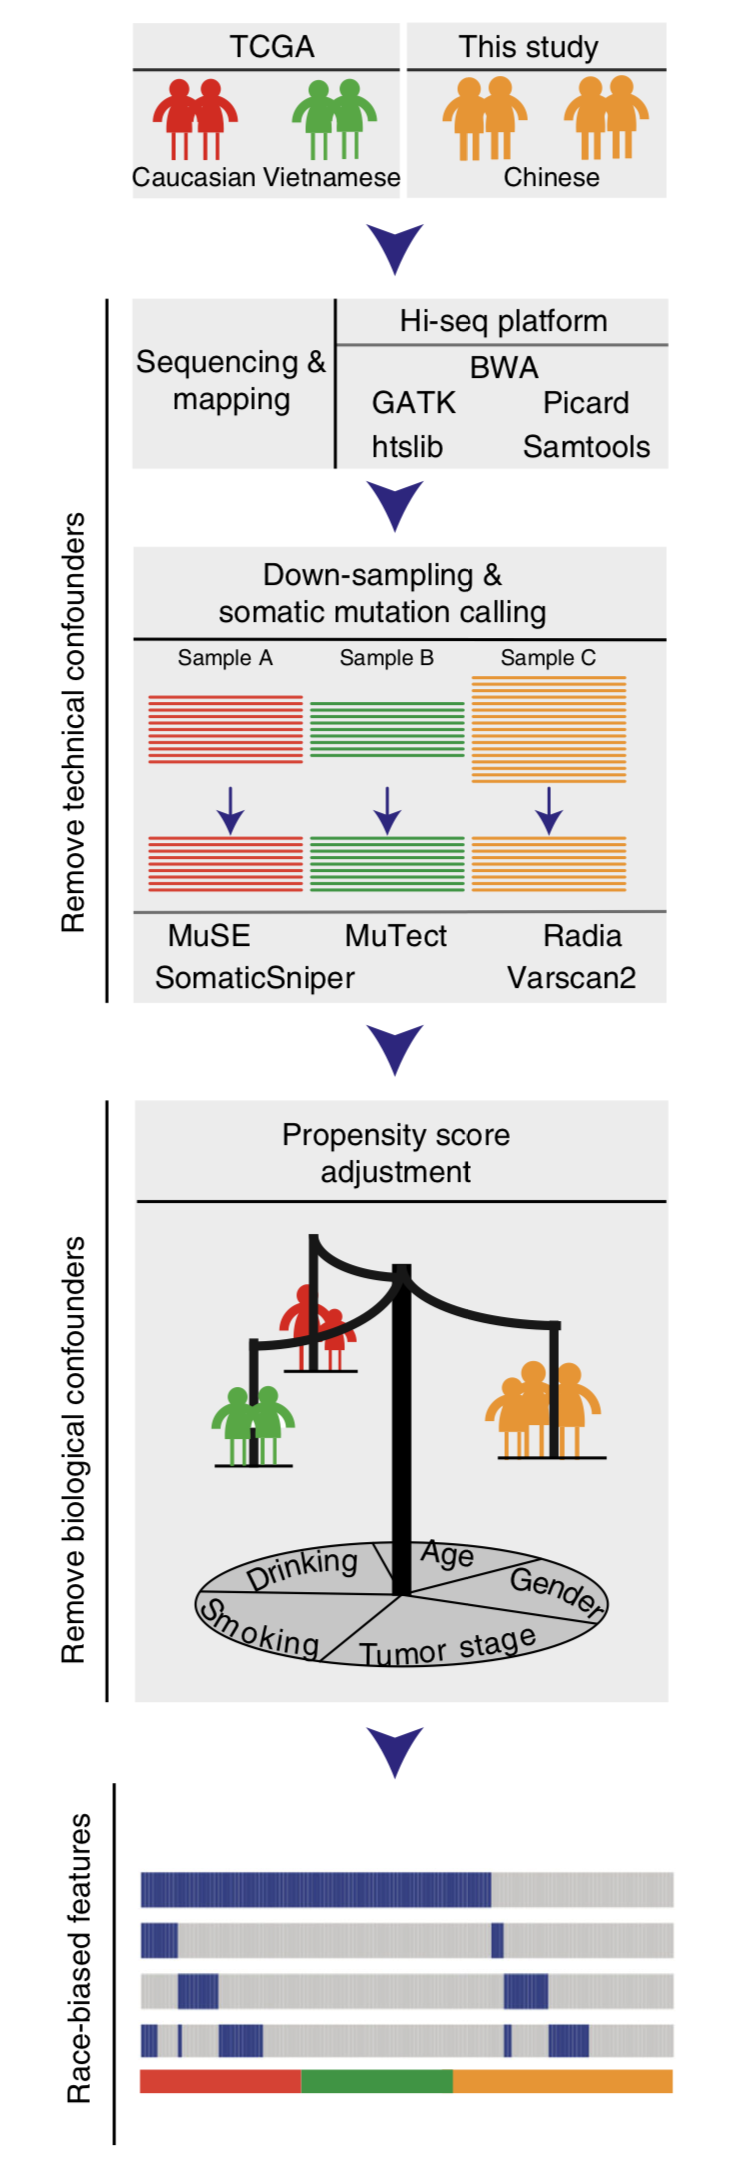 TCGA
This study
Caucasian Vietnamese
Chinese
Remove technical confounders
Sequencing &
mapping
Hi-seq platform
BWA
GATK Picard
htslib Samtools
Down-sampling &
somatic mutation calling
Sample A Sample B Sample C
MuSE MuTect Radia
SomaticSniper Varscan2
Remove biological confounders
Propensity score
adjustment
Drinking Age Gender
Smoking Tumor stage
Race-biased features